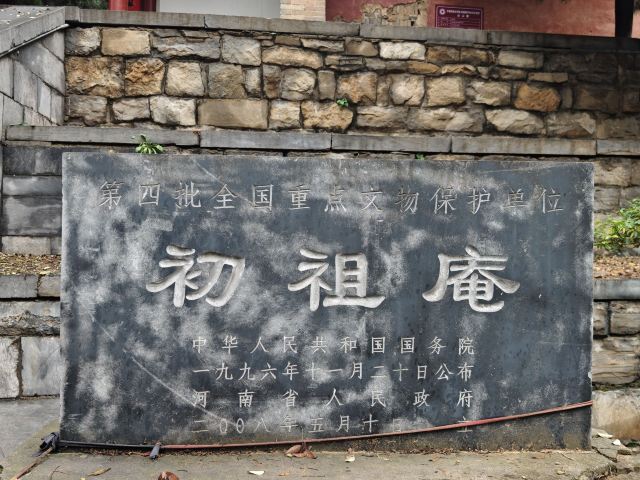 第四批全国重点文物保护单位
初祖庵
中华人民共和国国务院
一九九六年十一月二十日公布
河南省人民政府
二〇〇八年五月十日 立